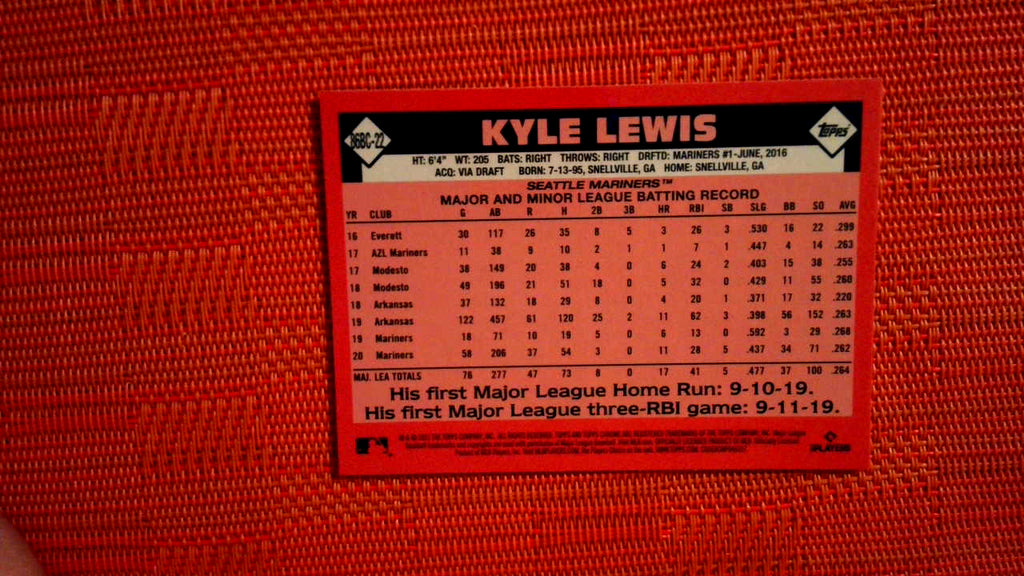 86BC-22
KYLE LEWIS
Topps
HT: 6'4" WT: 205 BATS: RIGHT THROWS: RIGHT DRFTD: MARINERS #1-JUNE, 2016
ACQ: VIA DRAFT BORN: 7-13-95, SNELLVILLE, GA HOME: SNELLVILLE, GA
SEATTLE MARINERS™
MAJOR AND MINOR LEAGUE BATTING RECORD
YR CLUB G AB R H 2B 3B HR RBI SB SLG BB SO AVG
16 Everett 30 117 26 35 8 5 3 26 3 .530 16 22 .299
17 AZL Mariners 11 38 9 10 2 1 1 7 1 .447 4 14 .263
17 Modesto 38 149 20 38 4 0 6 24 2 .403 15 38 .255
18 Modesto 49 196 21 51 18 0 5 32 0 .429 11 55 .260
18 Arkansas 37 132 18 29 8 0 4 20 1 .371 17 32 .220
19 Arkansas 122 457 61 120 25 2 11 62 3 .398 56 152 .263
19 Mariners 18 71 10 19 5 0 6 13 0 .592 3 29 .268
20 Mariners 58 206 37 54 3 0 11 28 5 .437 34 71 .262
MAJ. LEA TOTALS 76 277 47 73 8 0 17 41 5 .477 37 100 .264
His first Major League Home Run: 9-10-19.
His first Major League three-RBI game: 9-11-19.
PLAYERS